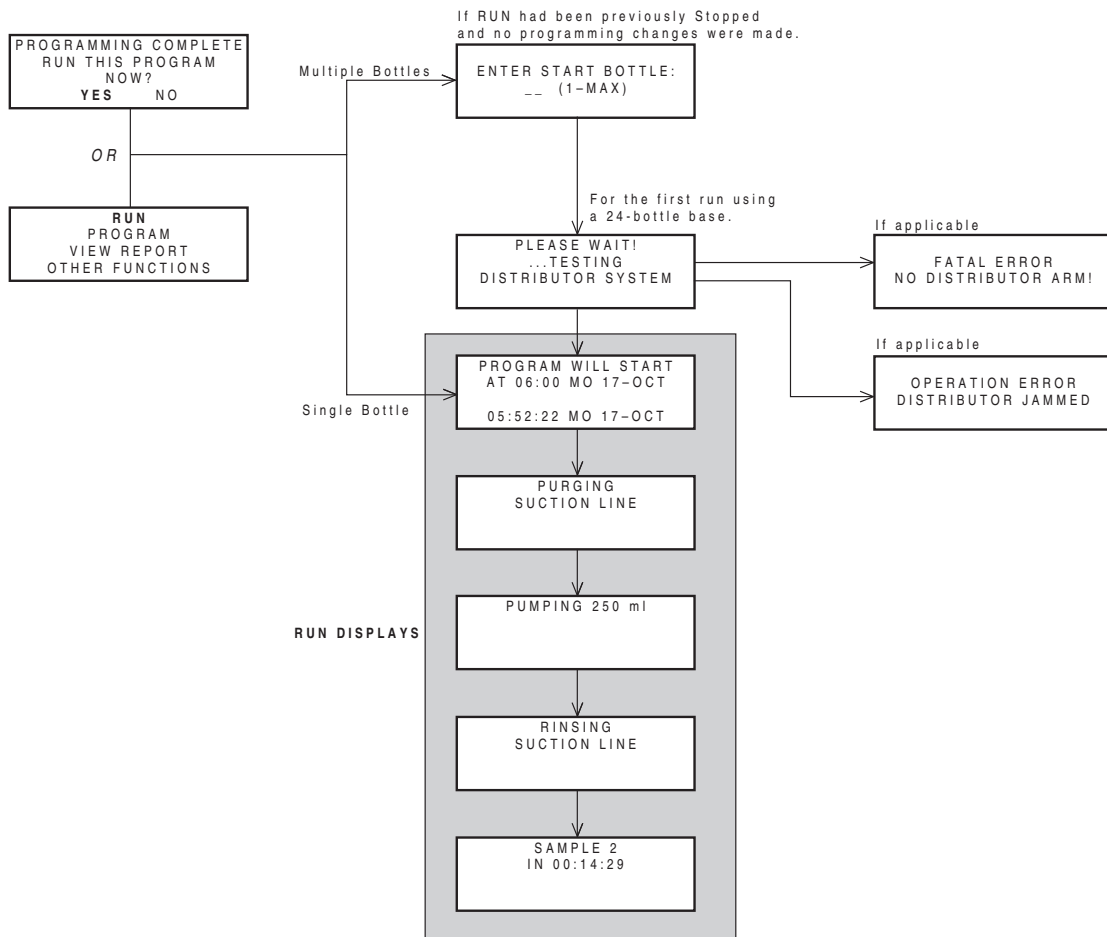 If RUN had been previously Stopped
and no programming changes were made.
PROGRAMMING COMPLETE
RUN THIS PROGRAM
NOW?
YES NO
OR
RUN
PROGRAM
VIEW REPORT
OTHER FUNCTIONS
Multiple Bottles
ENTER START BOTTLE:
__ (1–MAX)
For the first run using
a 24-bottle base.
PLEASE WAIT!
...TESTING
DISTRIBUTOR SYSTEM
If applicable
FATAL ERROR
NO DISTRIBUTOR ARM!
If applicable
OPERATION ERROR
DISTRIBUTOR JAMMED
Single Bottle
PROGRAM WILL START
AT 06:00 MO 17–OCT
05:52:22 MO 17–OCT
PURGING
SUCTION LINE
RUN DISPLAYS
PUMPING 250 ml
RINSING
SUCTION LINE
SAMPLE 2
IN 00:14:29